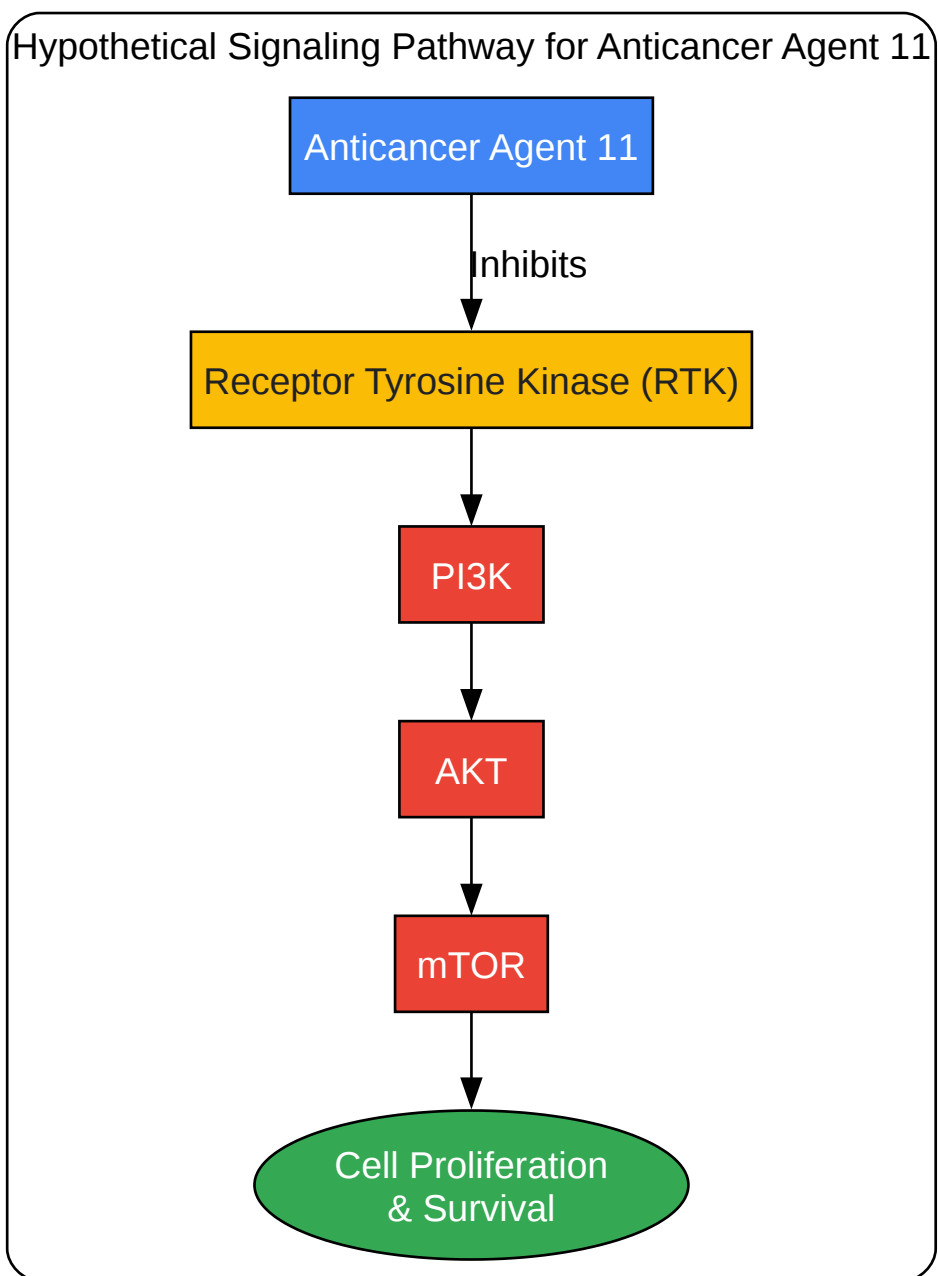 Hypothetical Signaling Pathway for Anticancer Agent 11
Anticancer Agent 11
Inhibits
Receptor Tyrosine Kinase (RTK)
PI3K
AKT
mTOR
Cell Proliferation
& Survival